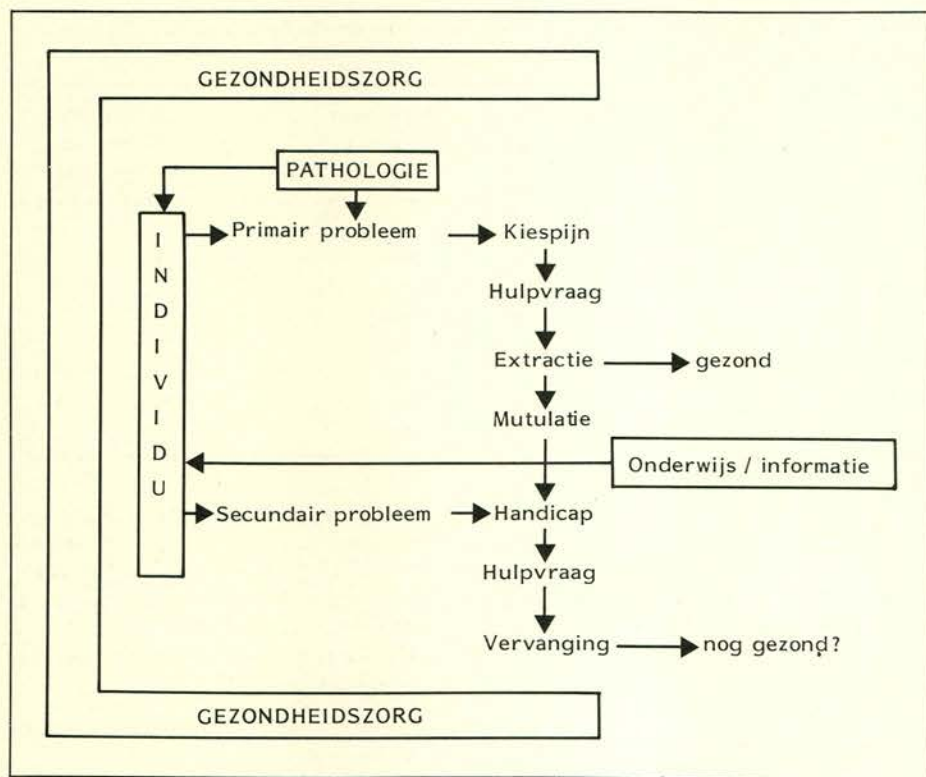 GEZONDHEIDSZORG
PATHOLOGIE
INDIVIDU
Primair probleem
Kiespijn
Hulpvraag
Extractie
gezond
Mutulatie
Onderwijs / informatie
Secundair probleem
Handicap
Hulpvraag
Vervanging
nog gezond?
GEZONDHEIDSZORG